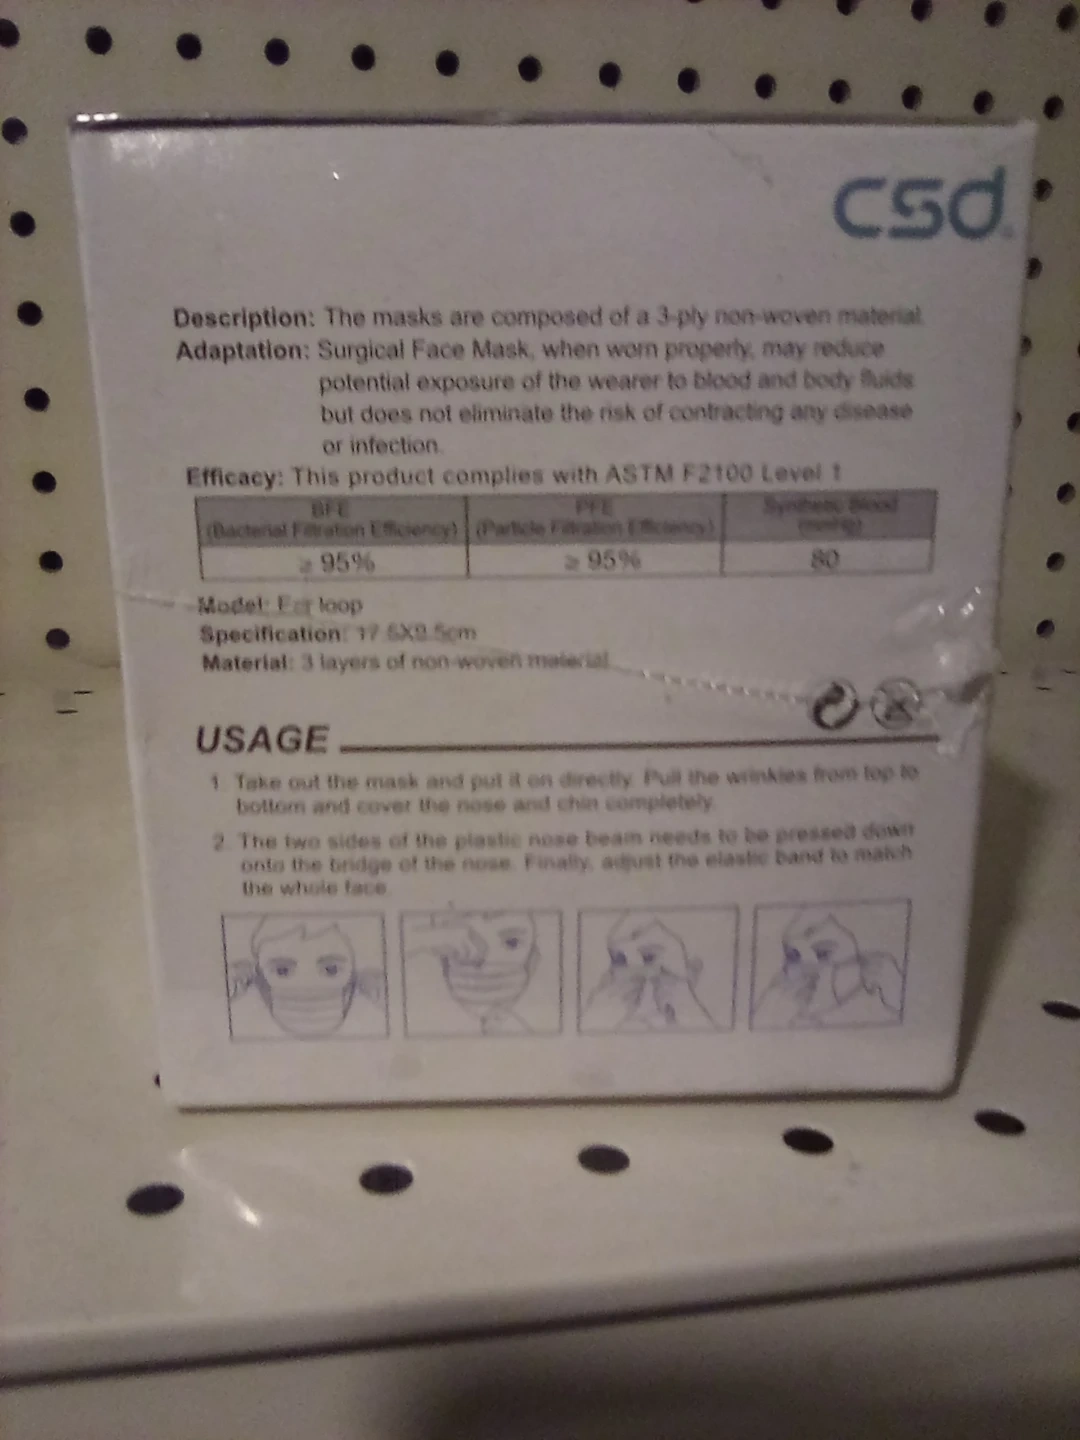 csd
Description: The masks are composed of a 3-ply non-woven material.
Adaptation: Surgical Face Mask, when worn properly, may reduce
potential exposure of the wearer to blood and body fluids
but does not eliminate the risk of contracting any disease
or infection.
Efficacy: This product complies with ASTM F2100 Level 1
BFE PFE Synthetic Blood
(Bacterial Filtration Efficiency) (Particle Filtration Efficiency) (mmHg)
≥ 95% ≥ 95% 80
Model: Ear loop
Specification: 17.5X9.5cm
Material: 3 layers of non-woven material
USAGE
1. Take out the mask and put it on directly. Pull the wrinkles from top to
bottom and cover the nose and chin completely.
2. The two sides of the plastic nose beam needs to be pressed down
onto the bridge of the nose. Finally, adjust the elastic band to match
the whole face.